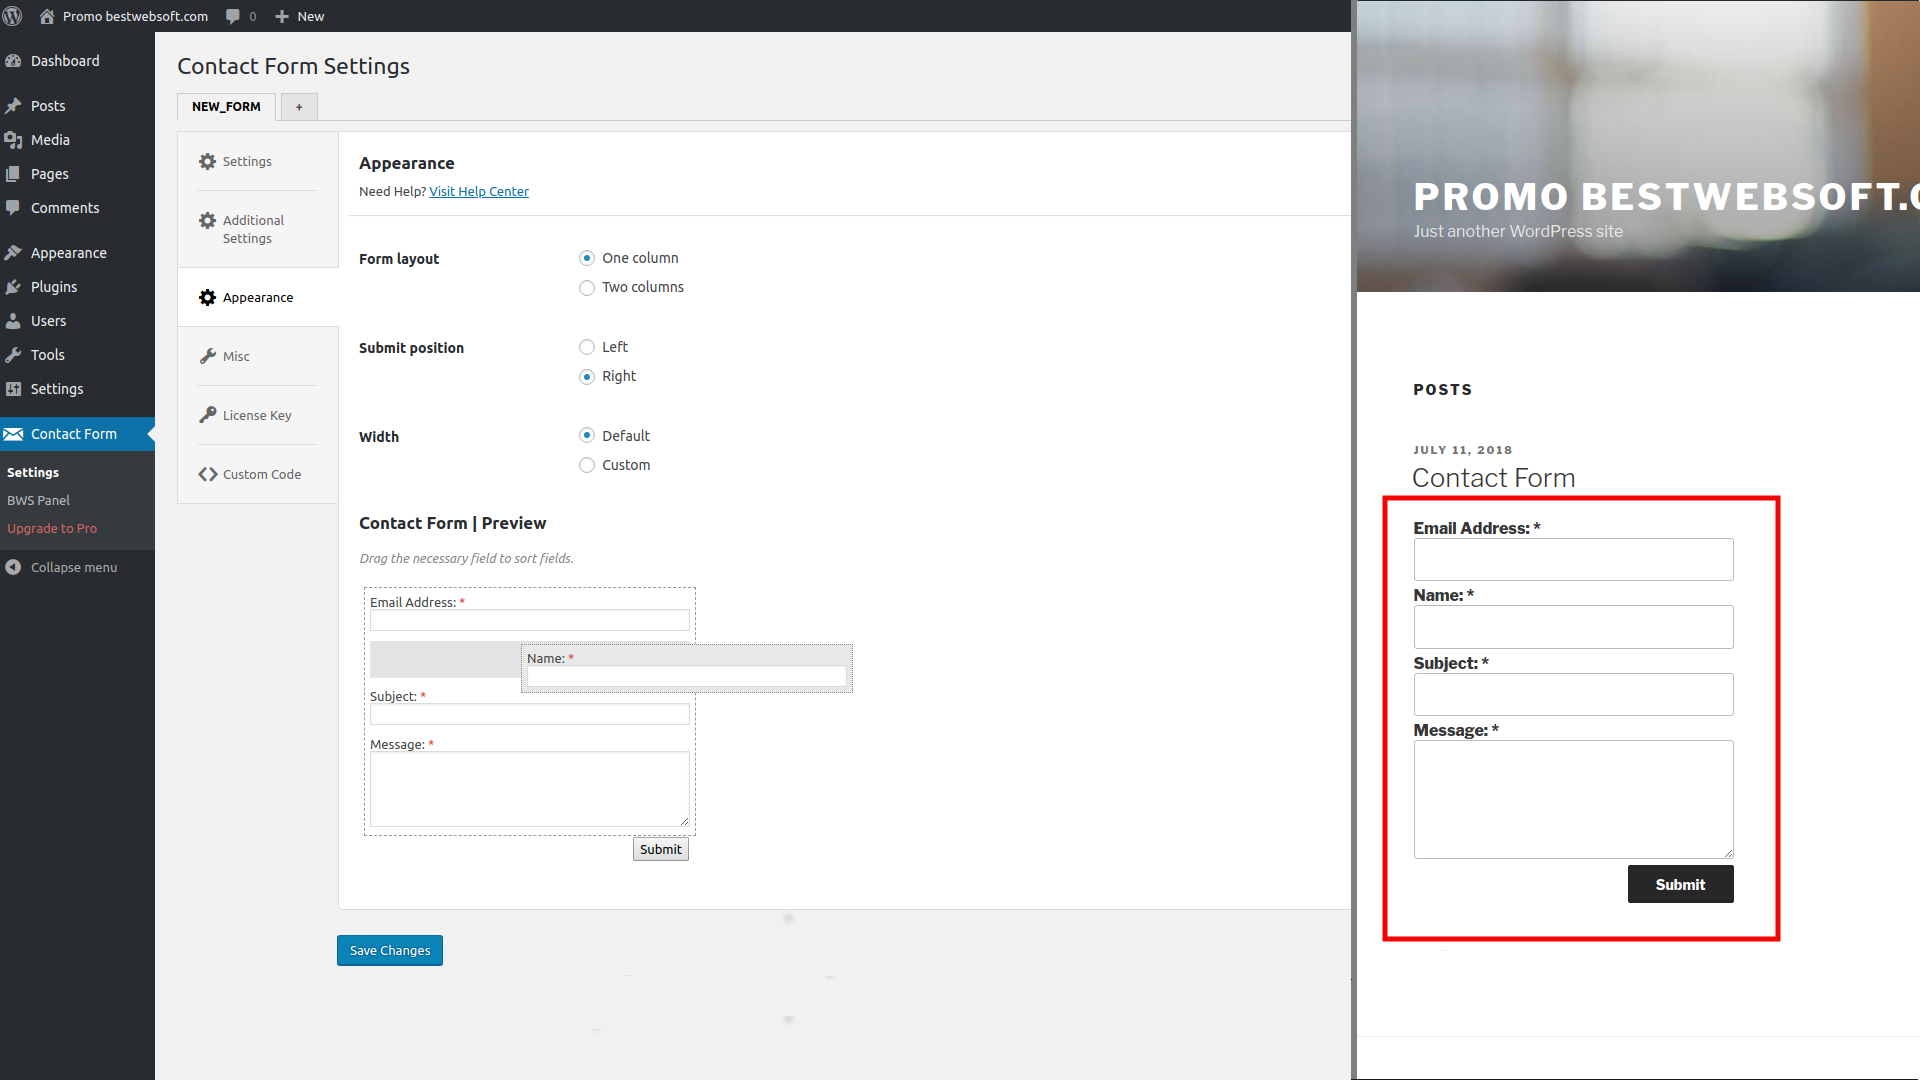 Promo bestwebsoft.com
0
New
Dashboard
Posts
Media
Pages
Comments
Appearance
Plugins
Users
Tools
Settings
Contact Form
Settings
BWS Panel
Upgrade to Pro
Collapse menu
Contact Form Settings
NEW_FORM
+
Settings
Additional
Settings
Appearance
Misc
License Key
Custom Code
Appearance
Need Help? Visit Help Center
Form layout
One column
Two columns
Submit position
Left
Right
Width
Default
Custom
Contact Form | Preview
Drag the necessary field to sort fields.
Email Address: *
Name: *
Subject: *
Message: *
Submit
Save Changes
PROMO BESTWEBSOFT.
Just another WordPress site
POSTS
JULY 11, 2018
Contact Form
Email Address: *
Name: *
Subject: *
Message: *
Submit